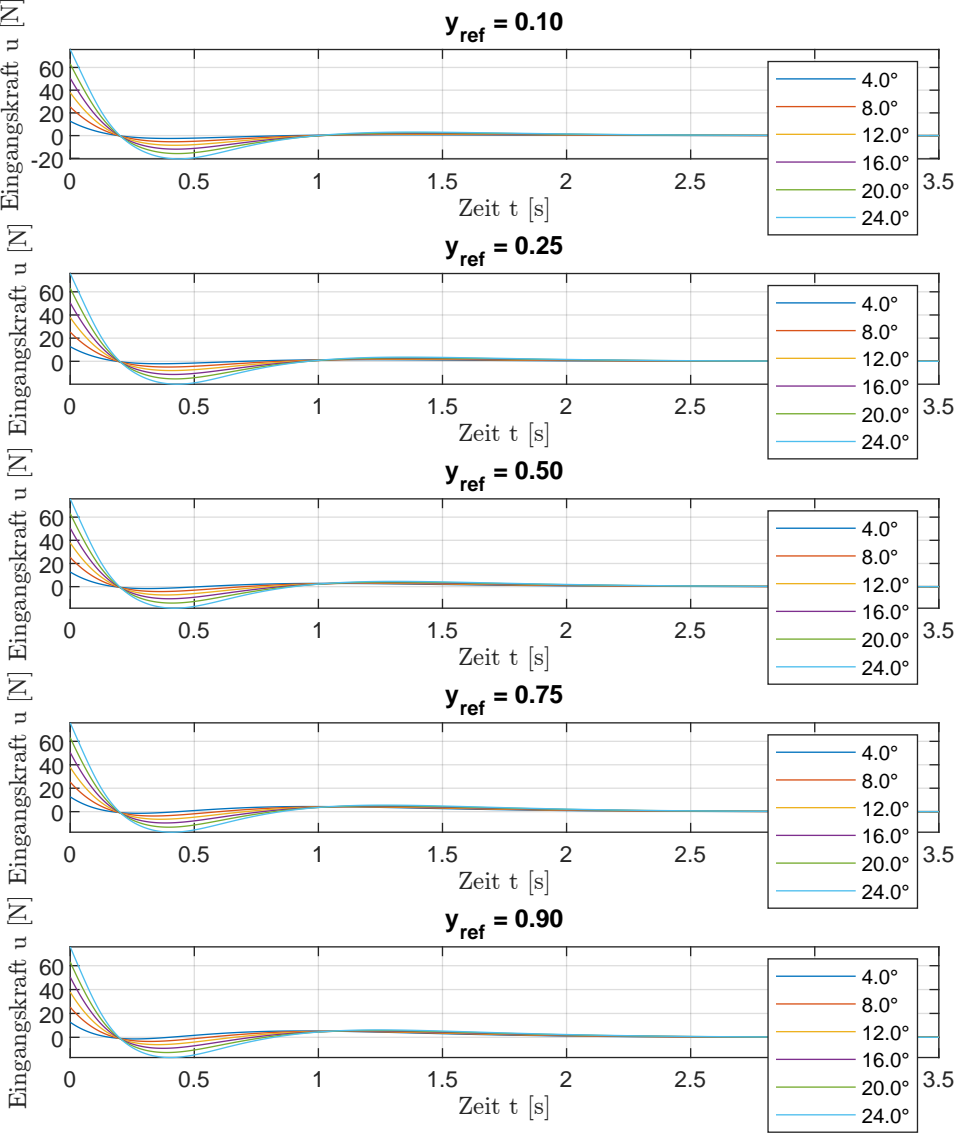 y_ref = 0.10
Eingangskraft u [N]
60
40
20
0
-20
0 0.5 1 1.5 2 2.5 3.5
Zeit t [s]
4.0°
8.0°
12.0°
16.0°
20.0°
24.0°
y_ref = 0.25
Eingangskraft u [N]
60
40
20
0
0 0.5 1 1.5 2 2.5 3.5
Zeit t [s]
4.0°
8.0°
12.0°
16.0°
20.0°
24.0°
y_ref = 0.50
Eingangskraft u [N]
60
40
20
0
0 0.5 1 1.5 2 2.5 3.5
Zeit t [s]
4.0°
8.0°
12.0°
16.0°
20.0°
24.0°
y_ref = 0.75
Eingangskraft u [N]
60
40
20
0
0 0.5 1 1.5 2 2.5 3.5
Zeit t [s]
4.0°
8.0°
12.0°
16.0°
20.0°
24.0°
y_ref = 0.90
Eingangskraft u [N]
60
40
20
0
0 0.5 1 1.5 2 2.5 3.5
Zeit t [s]
4.0°
8.0°
12.0°
16.0°
20.0°
24.0°